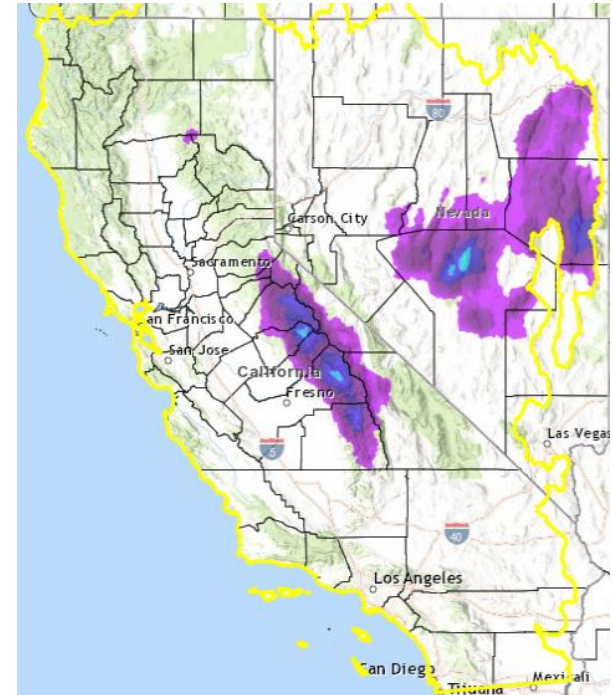 80
Nevada
Carson City
Sacramento
an Francisco
San Jose
California
Fresno
5
Las Vegas
40
Los Angeles
San Diego
Tijuana
Mexicali